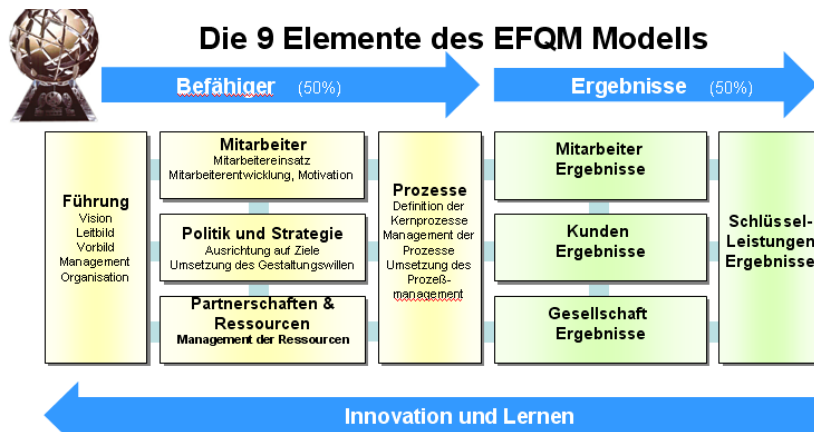 Die 9 Elemente des EFQM Modells
Befähiger (50%)
Ergebnisse (50%)
Führung
Vision
Leitbild
Vorbild
Management
Organisation
Mitarbeiter
Mitarbeitereinsatz
Mitarbeiterentwicklung, Motivation
Politik und Strategie
Ausrichtung auf Ziele
Umsetzung des Gestaltungswillen
Partnerschaften &
Ressourcen
Management der Ressourcen
Prozesse
Definition der
Kernprozesse
Management der
Prozesse
Umsetzung des
Prozeß-
management
Mitarbeiter
Ergebnisse
Kunden
Ergebnisse
Gesellschaft
Ergebnisse
Schlüssel-
Leistungen
Ergebnisse
Innovation und Lernen